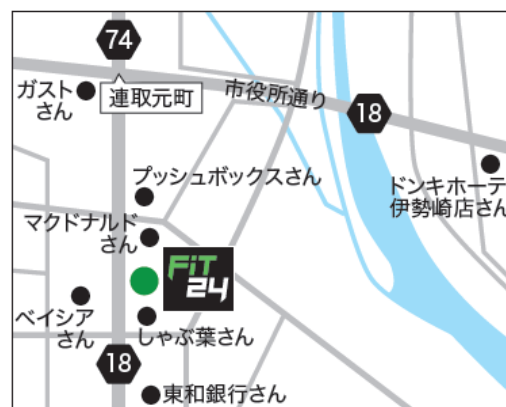 74
ガスト
さん
連取元町
市役所通り
18
プッシュボックスさん
ドンキホーテ
伊勢崎店さん
マクドナルド
さん
FiT
24
ベイシア
さん
しゃぶ葉さん
18
東和銀行さん